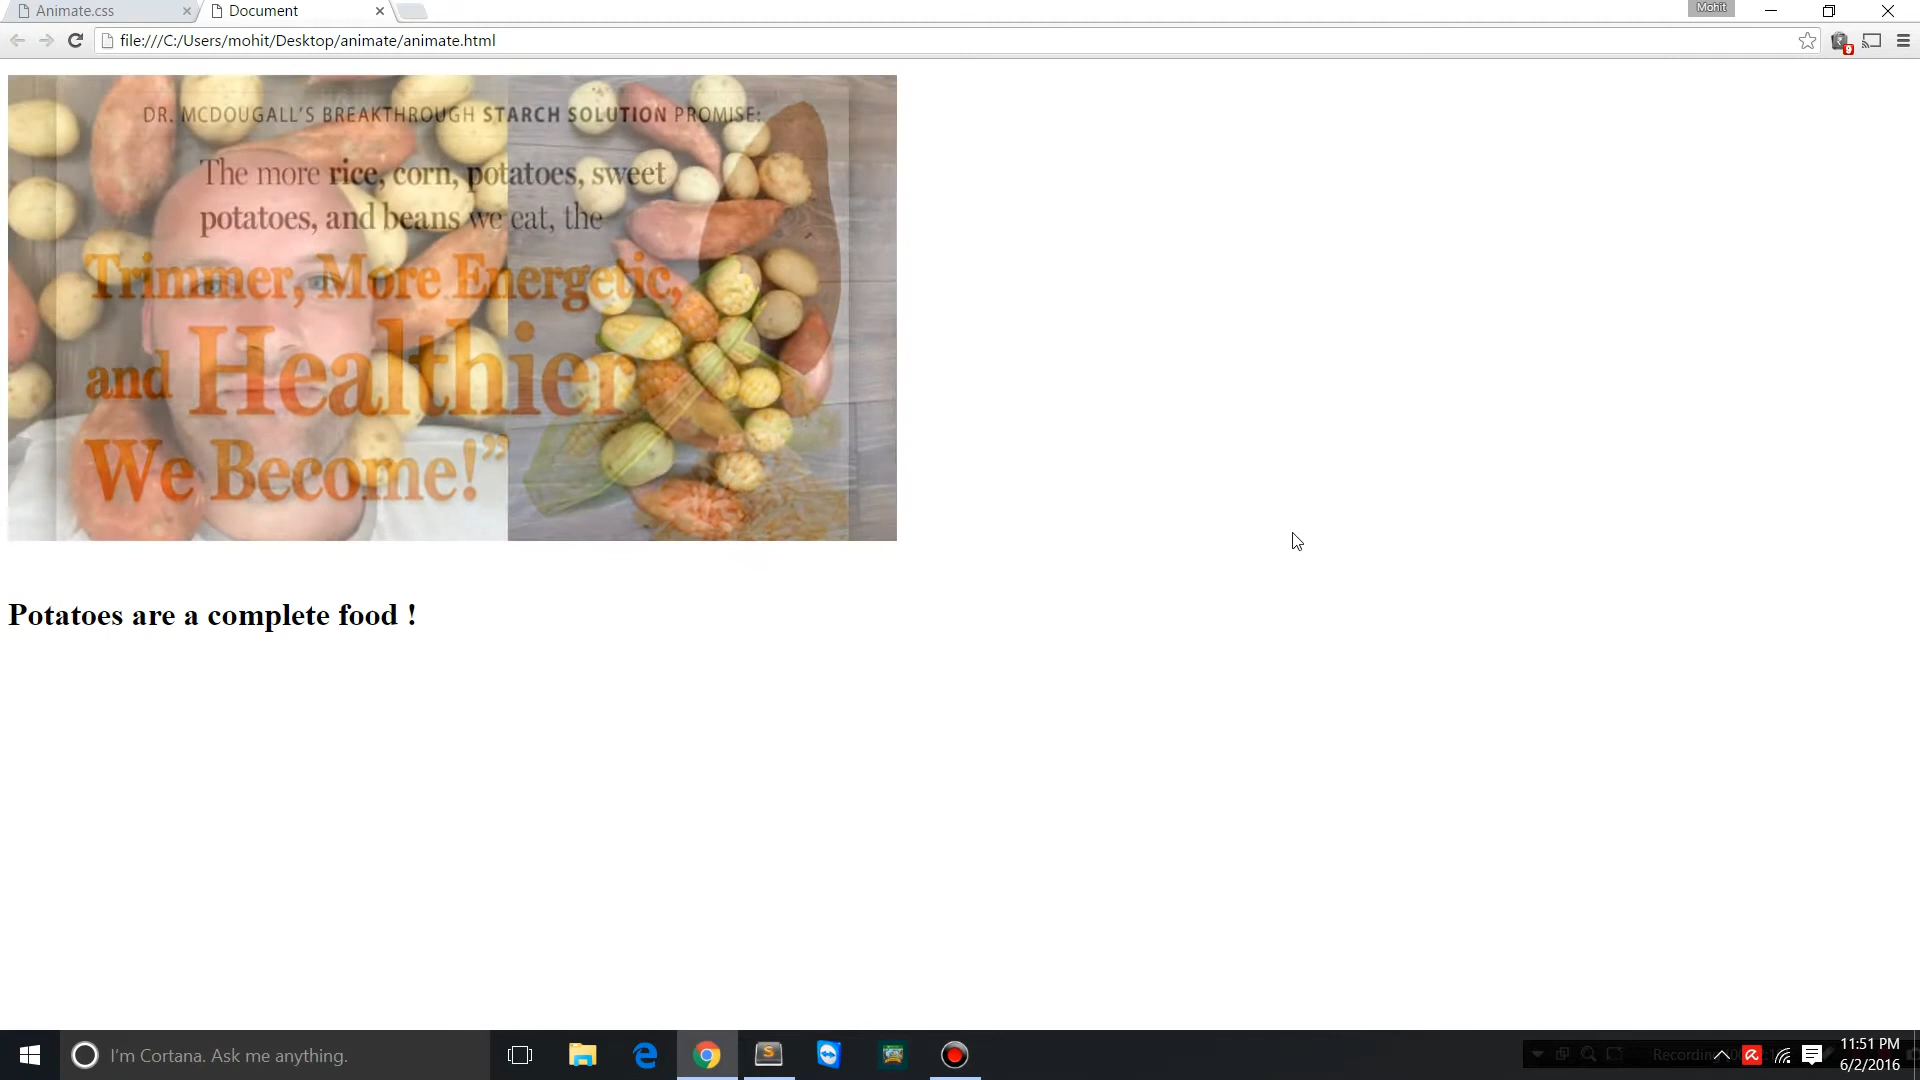 Animate.css
Document
Mohit
file:///C:/Users/mohit/Desktop/animate/animate.html
9
DR. MCDOUGALL'S BREAKTHROUGH STARCH SOLUTION PROMISE:
The more rice, corn, potatoes, sweet
potatoes, and beans we eat, the
Trimmer, More Energetic,
and Healthier
We Become!”
Potatoes are a complete food !
I'm Cortana. Ask me anything.
S
11:51 PM
6/2/2016